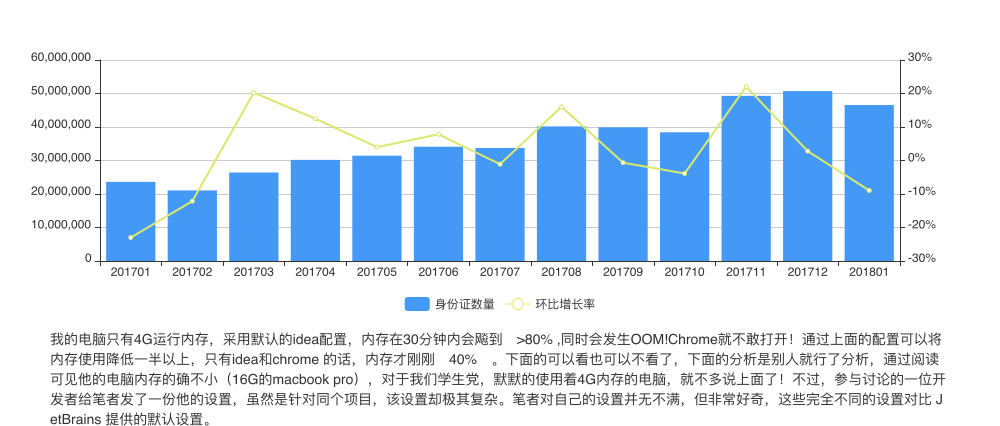 60,000,000
50,000,000
40,000,000
30,000,000
20,000,000
10,000,000
0
30%
20%
10%
0%
-10%
-20%
-30%
201701 201702 201703 201704 201705 201706 201707 201708 201709 201710 201711 201712 201801
身份证数量 环比增长率
我的电脑只有4G运行内存，采用默认的idea配置，内存在30分钟内会飚到 >80% ,同时会发生OOM!Chrome就不敢打开！通过上面的配置可以将
内存使用降低一半以上，只有idea和chrome 的话，内存才刚刚 40% 。下面的可以看也可以不看了，下面的分析是别人就行了分析，通过阅读
可见他的电脑内存的确不小（16G的macbook pro），对于我们学生党，默默的使用着4G内存的电脑，就不多说上面了！不过，参与讨论的一位开
发者给笔者发了一份他的设置，虽然是针对同个项目，该设置却极其复杂。笔者对自己的设置并无不满，但非常好奇，这些完全不同的设置对比 J
etBrains 提供的默认设置。